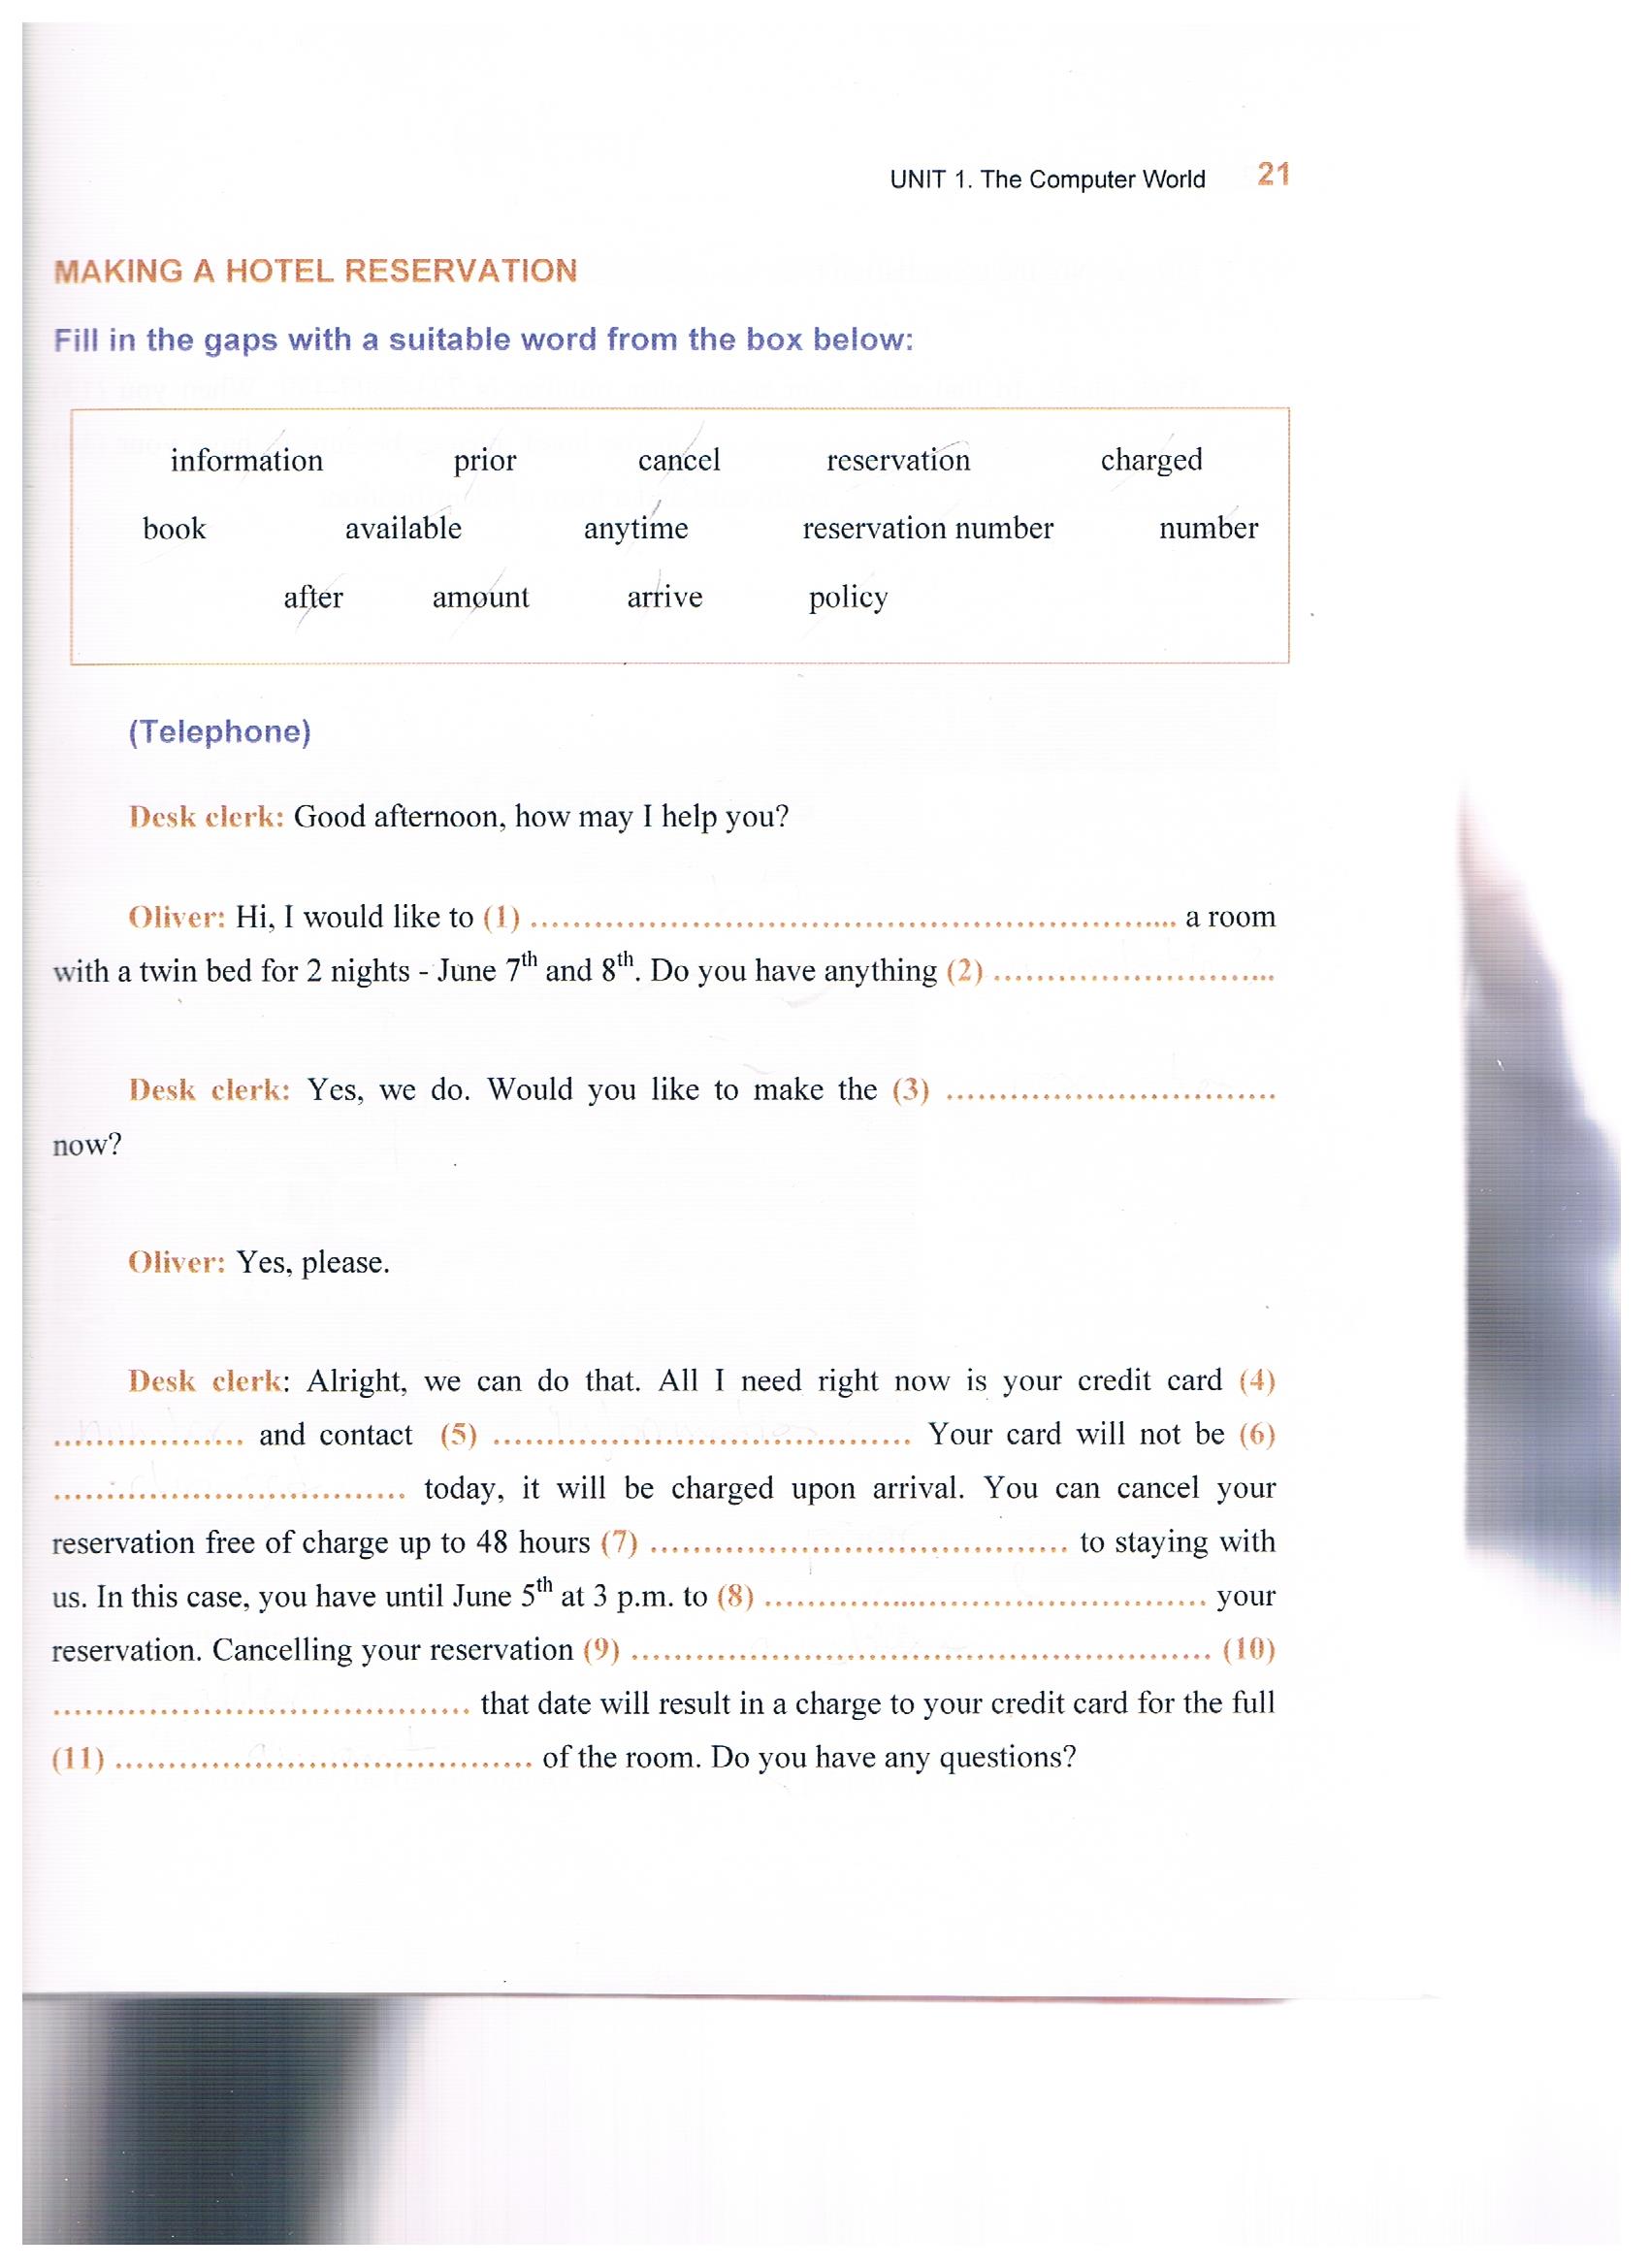 UNIT 1. The Computer World 21
MAKING A HOTEL RESERVATION
Fill in the gaps with a suitable word from the box below:
information prior cancel reservation charged
book available anytime reservation number number
after amount arrive policy
(Telephone)
Desk clerk: Good afternoon, how may I help you?
Oliver: Hi, I would like to (1) ........................................................... a room
with a twin bed for 2 nights - June 7th and 8th. Do you have anything (2) ..........................
Desk clerk: Yes, we do. Would you like to make the (3) ..............................
now?
Oliver: Yes, please.
Desk clerk: Alright, we can do that. All I need right now is your credit card (4)
................. and contact (5) ...................................... Your card will not be (6)
................................ today, it will be charged upon arrival. You can cancel your
reservation free of charge up to 48 hours (7) ...................................... to staying with
us. In this case, you have until June 5th at 3 p.m. to (8) ........................................ your
reservation. Cancelling your reservation (9) ..................................................... (10)
...................................... that date will result in a charge to your credit card for the full
(11) ...................................... of the room. Do you have any questions?